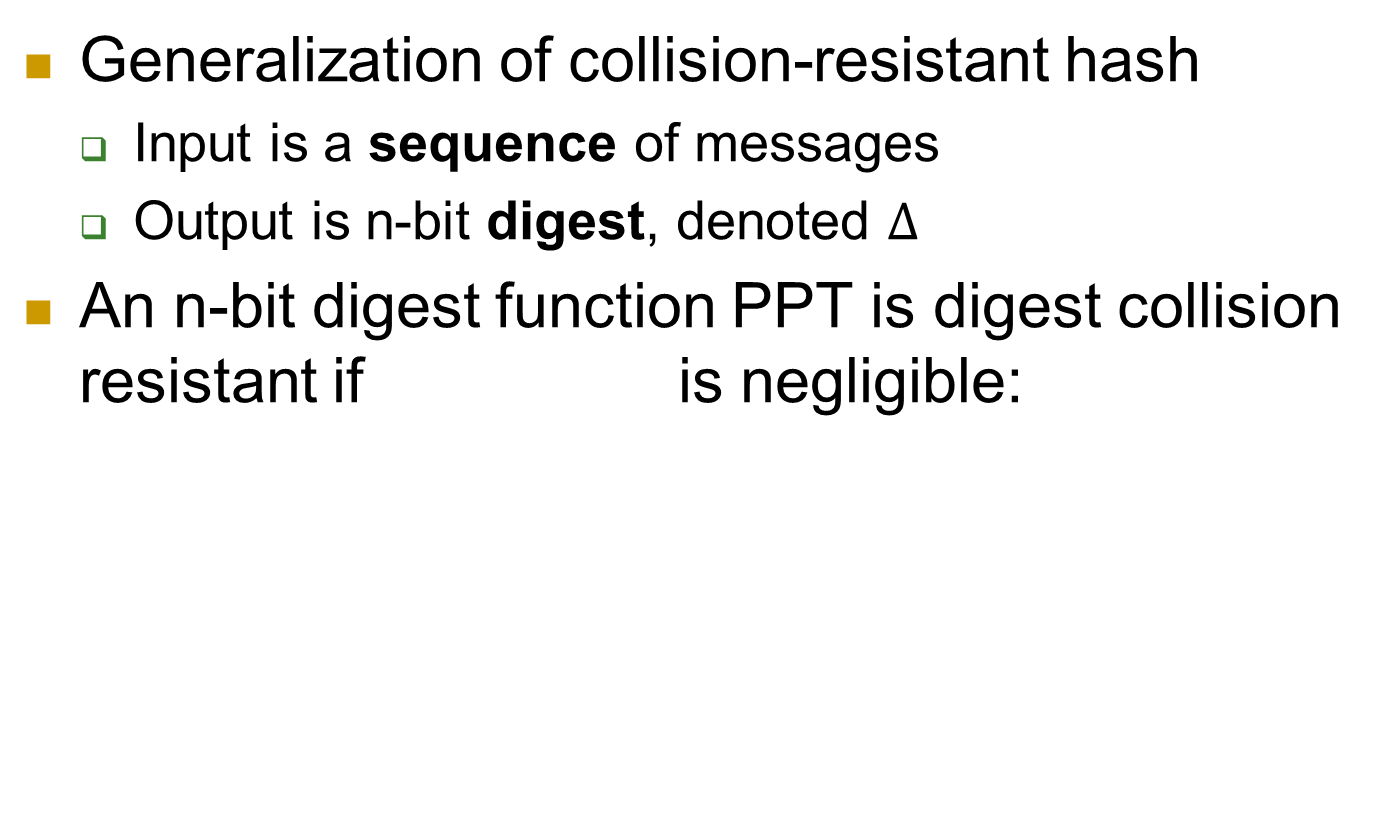 Generalization of collision-resistant hash
Input is a sequence of messages
Output is n-bit digest, denoted Δ
An n-bit digest function PPT is digest collision
resistant if is negligible: